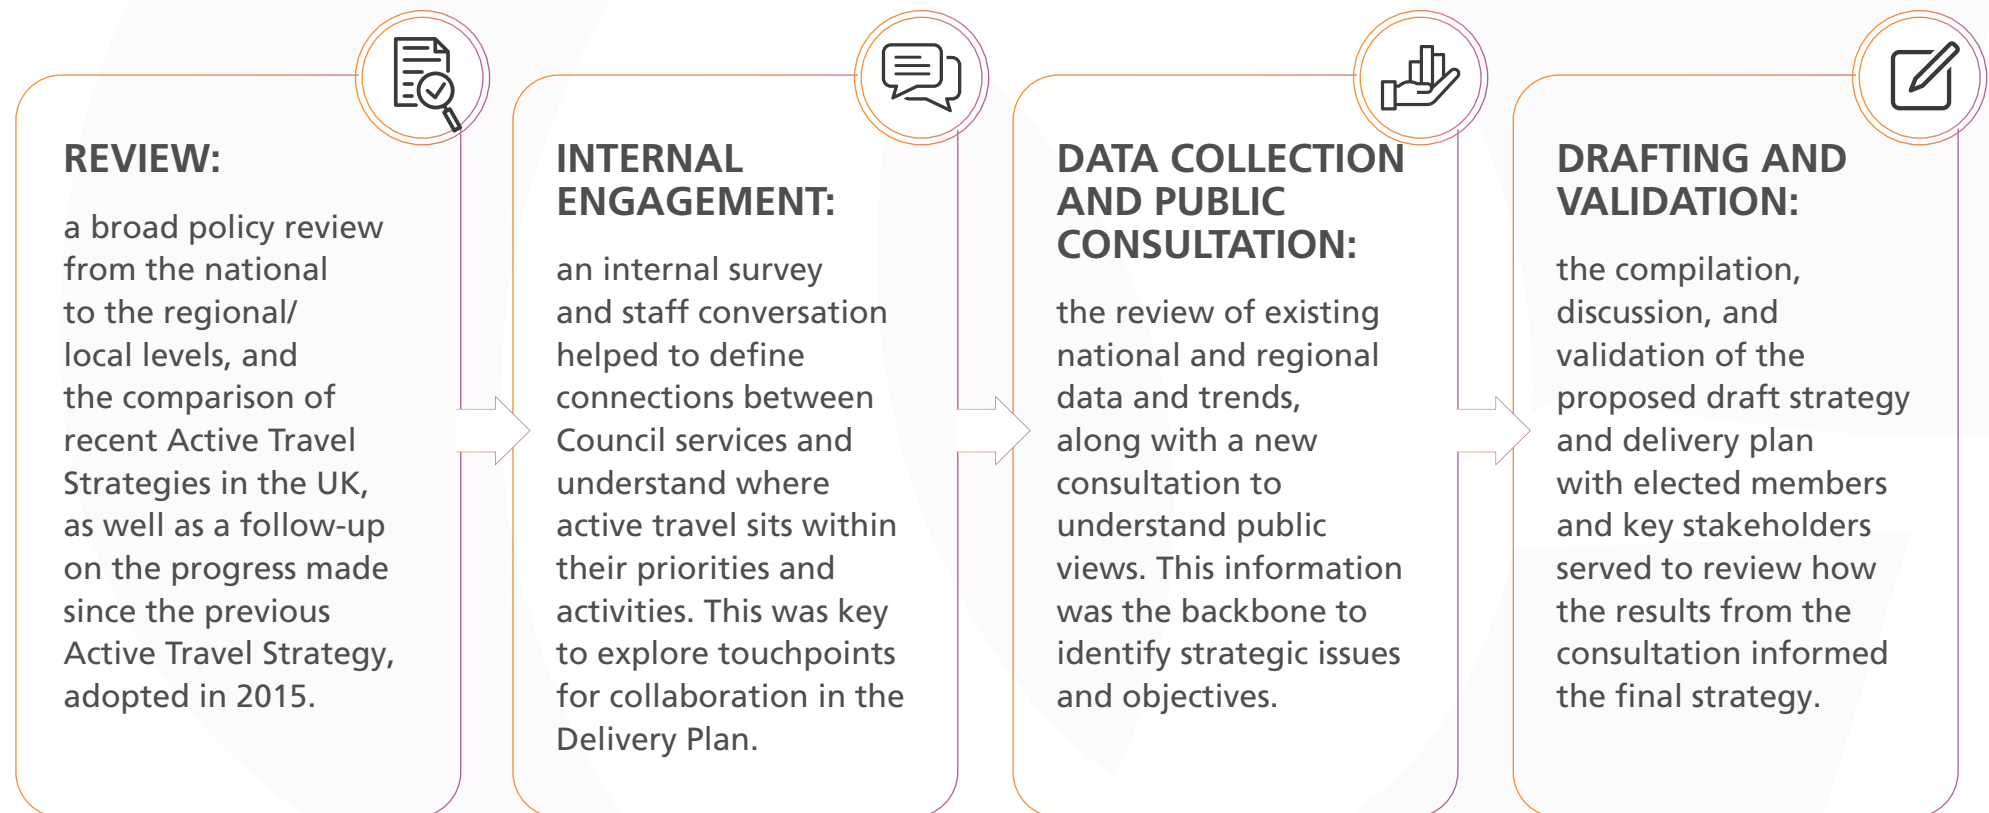 REVIEW:
a broad policy review
from the national
to the regional/
local levels, and
the comparison of
recent Active Travel
Strategies in the UK,
as well as a follow-up
on the progress made
since the previous
Active Travel Strategy,
adopted in 2015.
INTERNAL
ENGAGEMENT:
an internal survey
and staff conversation
helped to define
connections between
Council services and
understand where
active travel sits within
their priorities and
activities. This was key
to explore touchpoints
for collaboration in the
Delivery Plan.
DATA COLLECTION
AND PUBLIC
CONSULTATION:
the review of existing
national and regional
data and trends,
along with a new
consultation to
understand public
views. This information
was the backbone to
identify strategic issues
and objectives.
DRAFTING AND
VALIDATION:
the compilation,
discussion, and
validation of the
proposed draft strategy
and delivery plan
with elected members
and key stakeholders
served to review how
the results from the
consultation informed
the final strategy.